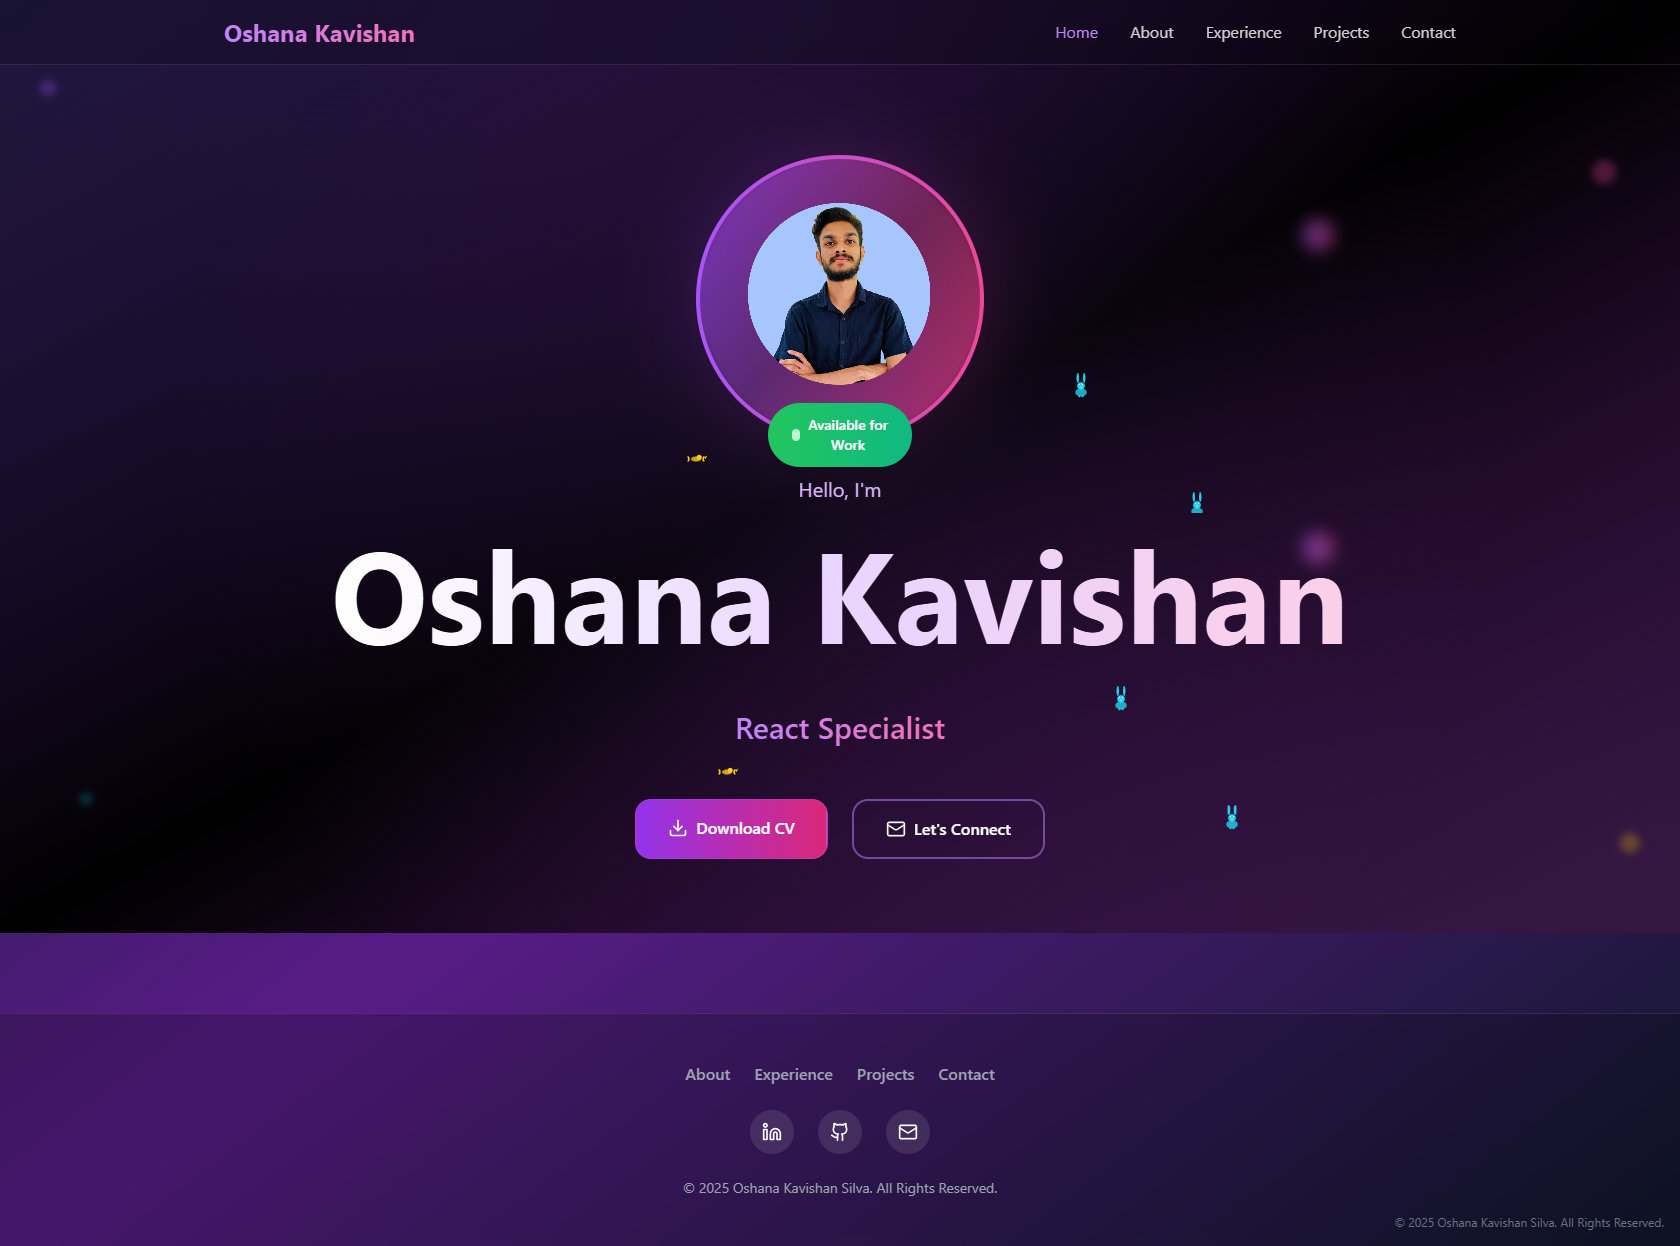 Oshana Kavishan
Home About Experience Projects Contact
Available for
Work
Hello, I'm
Oshana Kavishan
React Specialist
Download CV
Let's Connect
About Experience Projects Contact
© 2025 Oshana Kavishan Silva. All Rights Reserved.
© 2025 Oshana Kavishan Silva. All Rights Reserved.